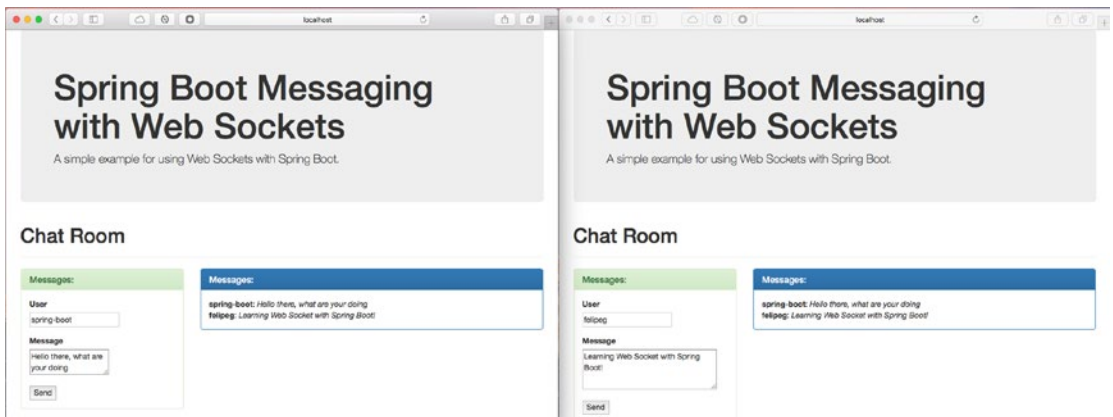 localhost
Spring Boot Messaging
with Web Sockets
A simple example for using Web Sockets with Spring Boot.
Chat Room
Messages:
User
spring-boot
Message
Hello there, what are
your doing
Send
Messages:
spring-boot: Hello there, what are your doing
felipeg: Learning Web Socket with Spring Boot!
localhost
Spring Boot Messaging
with Web Sockets
A simple example for using Web Sockets with Spring Boot.
Chat Room
Messages:
User
felipeg
Message
Learning Web Socket with Spring
Boot!
Send
Messages:
spring-boot: Hello there, what are your doing
felipeg: Learning Web Socket with Spring Boot!